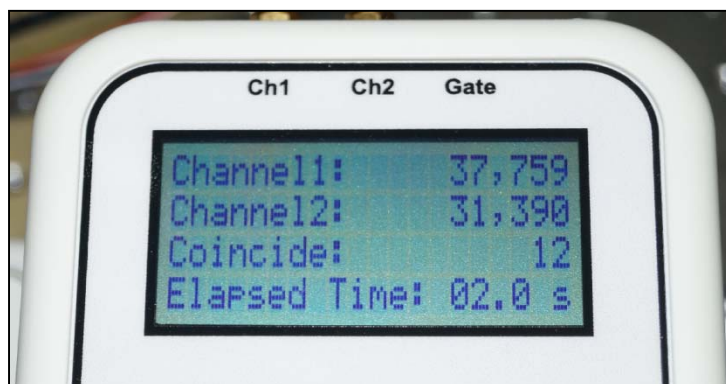 Ch1 Ch2 Gate
Channel1: 37,759
Channel2: 31,390
Coincide: 12
Elapsed Time: 02.0 s